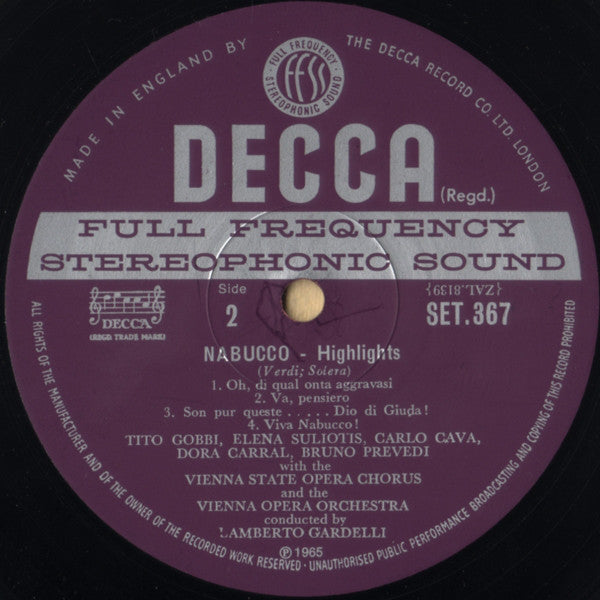 MADE IN ENGLAND BY
FULL FREQUENCY
STEREOPHONIC SOUND
FFSS
THE DECCA RECORD CO. LTD. LONDON
DECCA
(Regd.)
FULL FREQUENCY
STEREOPHONIC SOUND
DECCA
(REGD. TRADE MARK)
Side
2
{ZAL.8139}
SET.367
NABUCCO - Highlights
(Verdi; Solera)
1. Oh, di qual onta aggravasi
2. Va, pensiero
3. Son pur queste ..... Dio di Giuda!
4. Viva Nabucco!
TITO GOBBI, ELENA SULIOTIS, CARLO CAVA,
DORA CARRAL, BRUNO PREVEDI
with the
VIENNA STATE OPERA CHORUS
and the
VIENNA OPERA ORCHESTRA
conducted by
LAMBERTO GARDELLI
℗ 1965
ALL RIGHTS OF THE MANUFACTURER AND OF THE OWNER OF THE RECORDED WORK RESERVED · UNAUTHORISED PUBLIC PERFORMANCE BROADCASTING AND COPYING OF THIS RECORD PROHIBITED